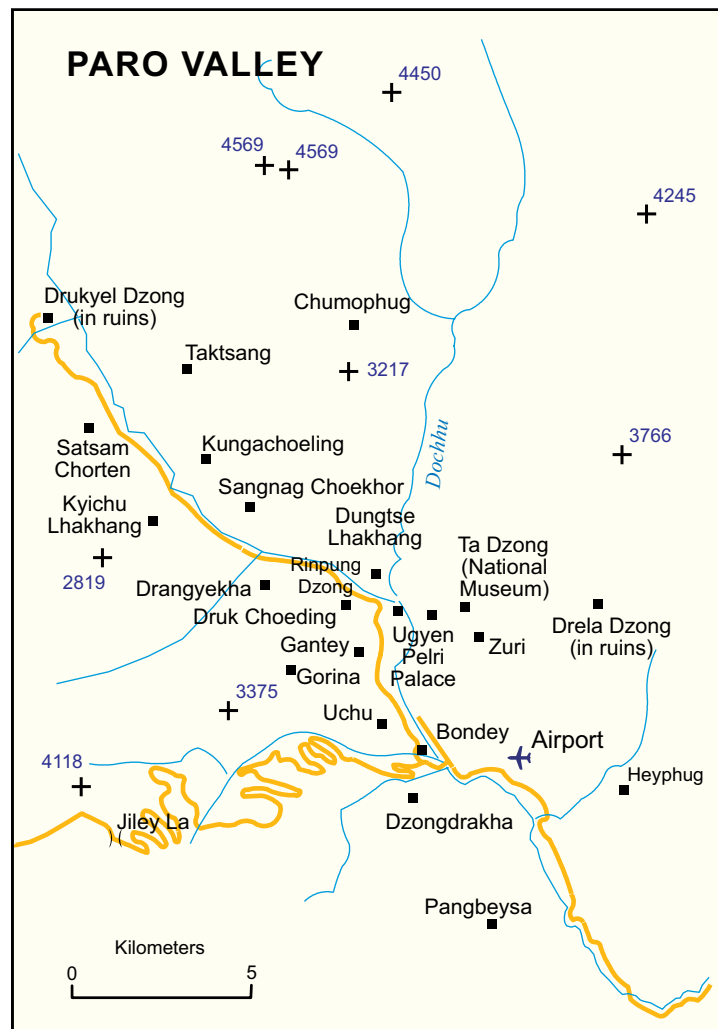 PARO VALLEY
4450
4569
4569
4245
Drukyel Dzong
(in ruins)
Chumophug
Taktsang
3217
Dochhu
3766
Satsam
Chorten
Kungachoeling
Sangnag Choekhor
Kyichu
Lhakhang
Dungtse
Lhakhang
Ta Dzong
(National
Museum)
2819
Rinpung
Dzong
Drangyekha
Druk Choeding
Ugyen
Pelri
Palace
Zuri
Drela Dzong
(in ruins)
Gantey
Gorina
3375
Uchu
Bondey
Airport
4118
Heyphug
Jiley La
Dzongdrakha
Pangbeysa
Kilometers
0
5